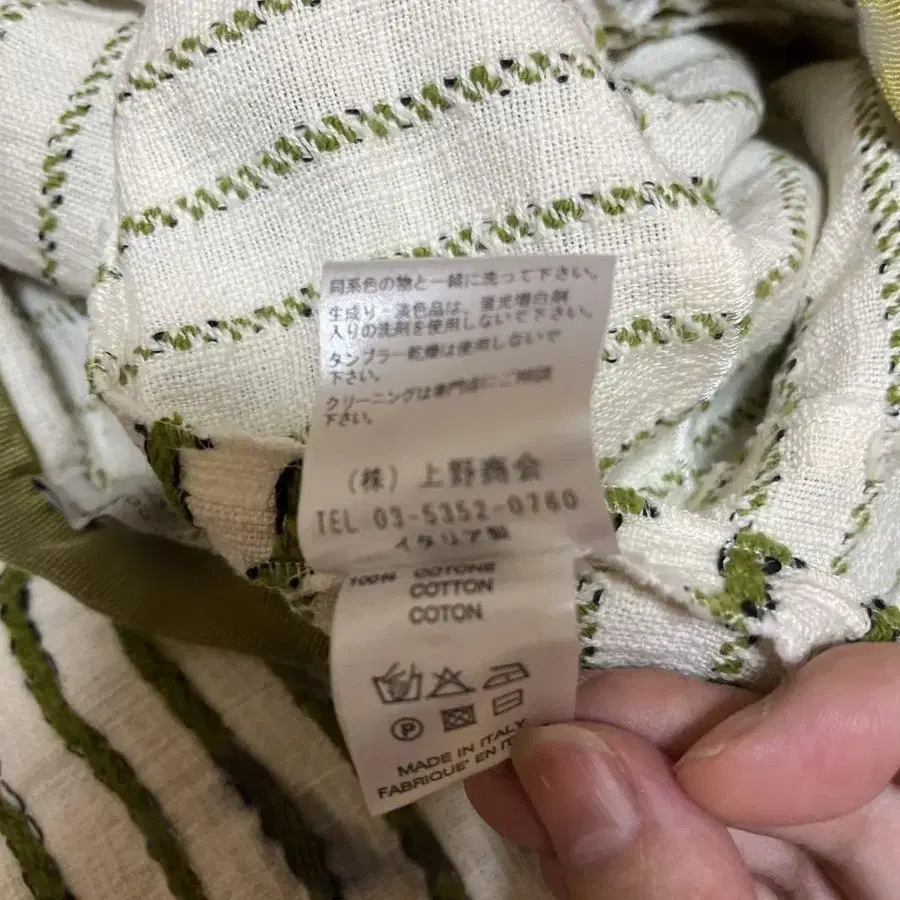 同系色の物と一緒に洗って下さい。
生成り・淡色品は、蛍光増白剤
入りの洗剤を使用しないで下さい。
タンブラー乾燥は使用しないで
下さい。
クリーニングは専門店にご相談
下さい。
(株) 上野商会
TEL 03-5352-0760
イタリア製
100% COTONE
COTTON
COTON
P
MADE IN ITALY
FABRIQUE' EN